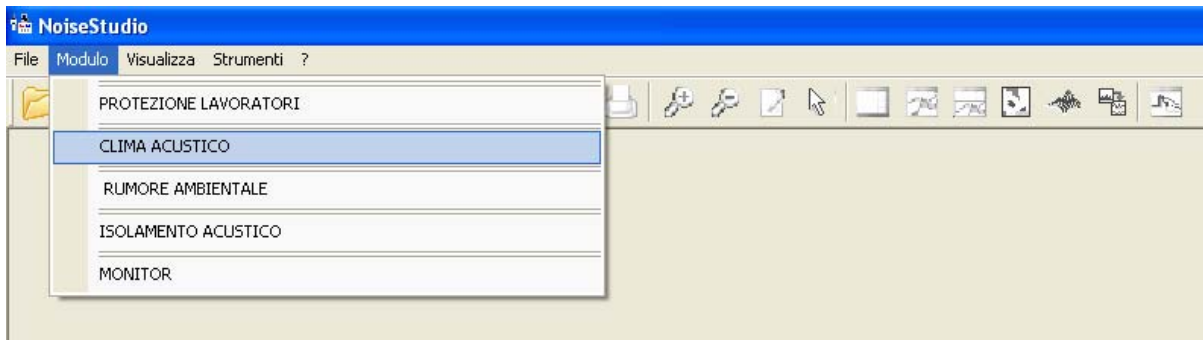 NoiseStudio
File Modulo Visualizza Strumenti ?
PROTEZIONE LAVORATORI
CLIMA ACUSTICO
RUMORE AMBIENTALE
ISOLAMENTO ACUSTICO
MONITOR